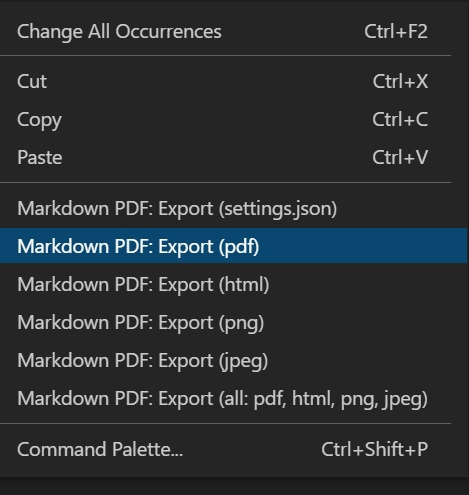 Change All Occurrences Ctrl+F2
Cut Ctrl+X
Copy Ctrl+C
Paste Ctrl+V
Markdown PDF: Export (settings.json)
Markdown PDF: Export (pdf)
Markdown PDF: Export (html)
Markdown PDF: Export (png)
Markdown PDF: Export (jpeg)
Markdown PDF: Export (all: pdf, html, png, jpeg)
Command Palette... Ctrl+Shift+P